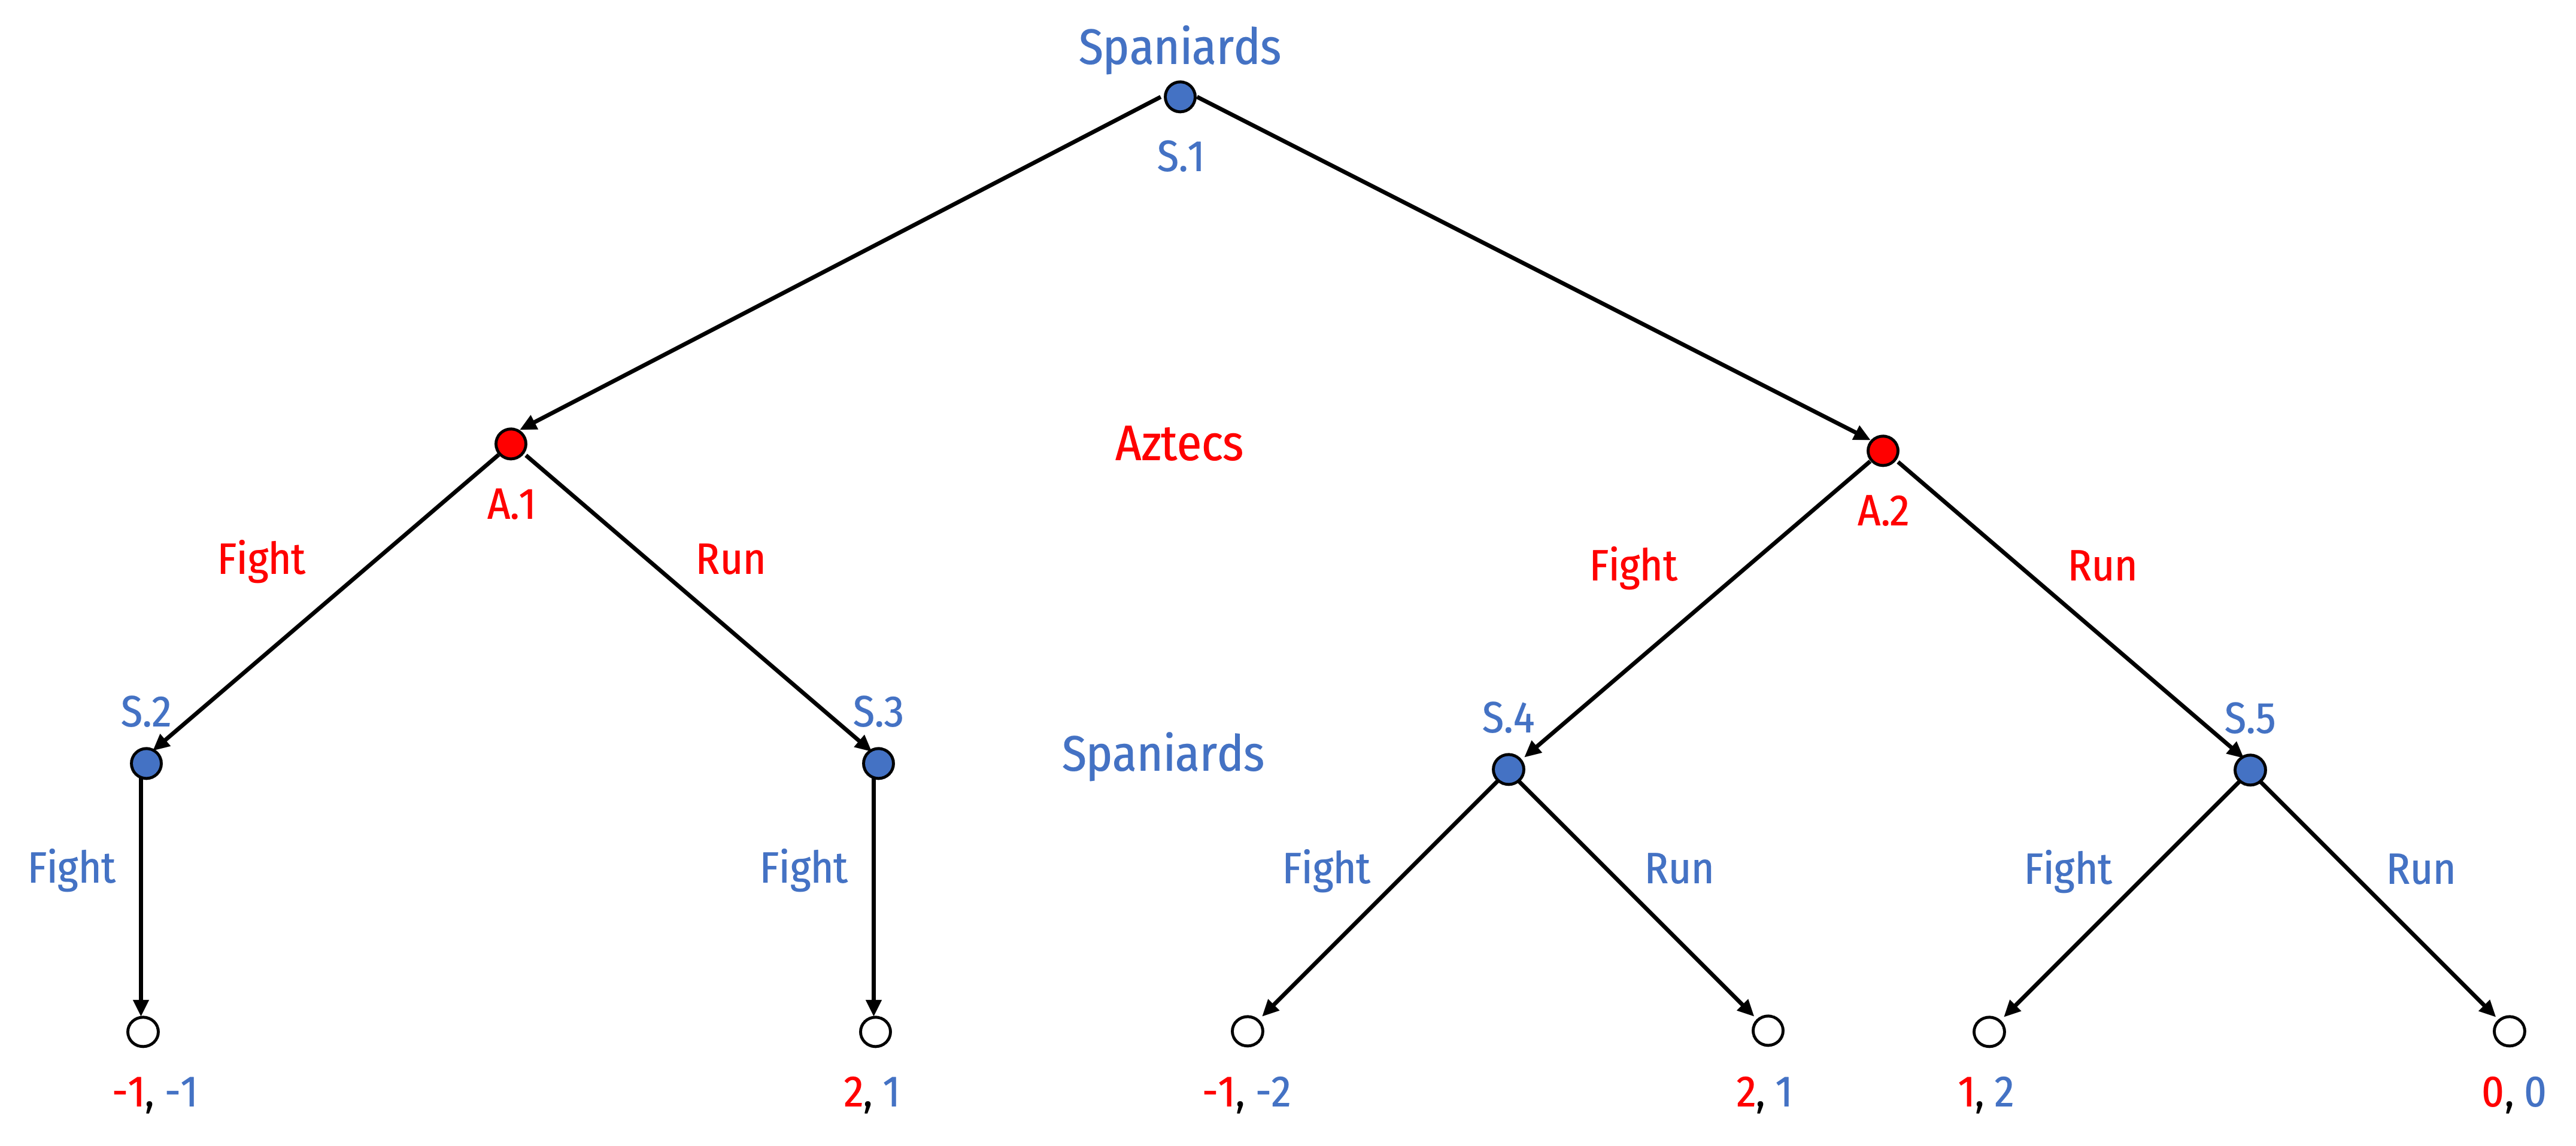 Spaniards
S.1
Aztecs
A.1
A.2
Fight
Run
Fight
Run
S.2
S.3
S.4
S.5
Spaniards
Fight
Fight
Fight
Run
Fight
Run
-1, -1
2, 1
-1, -2
2, 1
1, 2
0, 0